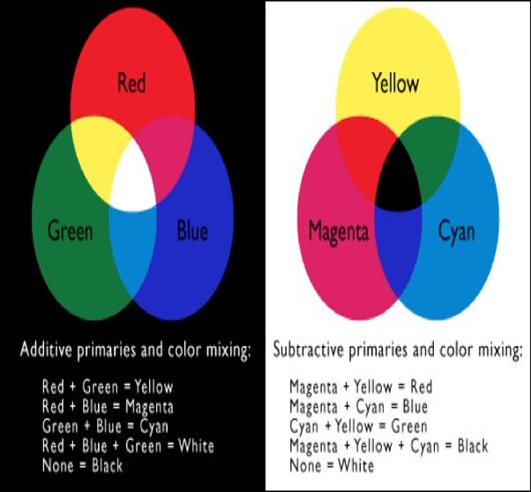 Red
Green
Blue
Additive primaries and color mixing:
Red + Green = Yellow
Red + Blue = Magenta
Green + Blue = Cyan
Red + Blue + Green = White
None = Black
Yellow
Magenta
Cyan
Subtractive primaries and color mixing:
Magenta + Yellow = Red
Magenta + Cyan = Blue
Cyan + Yellow = Green
Magenta + Yellow + Cyan = Black
None = White